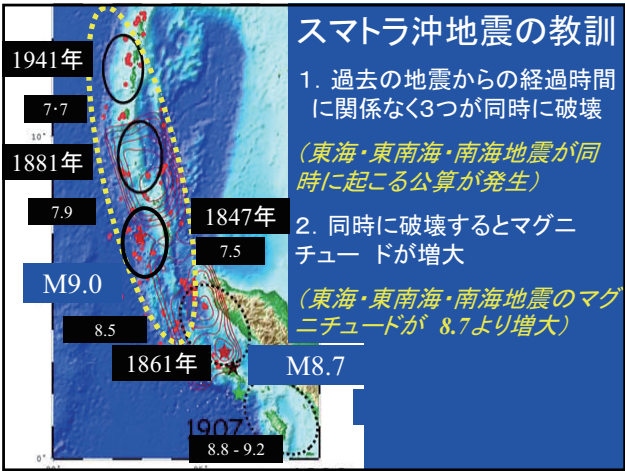 スマトラ沖地震の教訓
1．過去の地震からの経過時間
に関係なく3つが同時に破壊
（東海・東南海・南海地震が同
時に起こる公算が発生）
2．同時に破壊するとマグニ
チュー ドが増大
（東海・東南海・南海地震のマグ
ニチュードが 8.7より増大）
1941年
7･7
10°
1881年
7.9
1847年
7.5
M9.0
8.5
1861年
M8.7
1907
8.8 - 9.2
0°